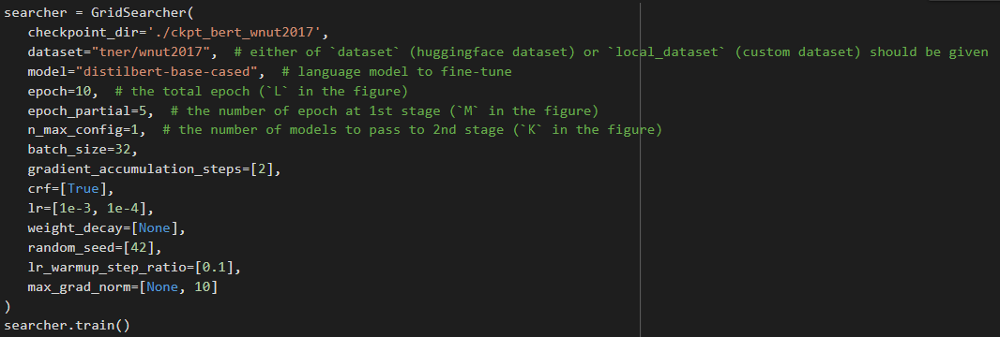 searcher = GridSearcher(
checkpoint_dir='./ckpt_bert_wnut2017',
dataset="tner/wnut2017",  # either of `dataset` (huggingface dataset) or `local_dataset` (custom dataset) should be given
model="distilbert-base-cased",  # language model to fine-tune
epoch=10,  # the total epoch (`L` in the figure)
epoch_partial=5,  # the number of epoch at 1st stage (`M` in the figure)
n_max_config=1,  # the number of models to pass to 2nd stage (`K` in the figure)
batch_size=32,
gradient_accumulation_steps=[2],
crf=[True],
lr=[1e-3, 1e-4],
weight_decay=[None],
random_seed=[42],
lr_warmup_step_ratio=[0.1],
max_grad_norm=[None, 10]
)
searcher.train()